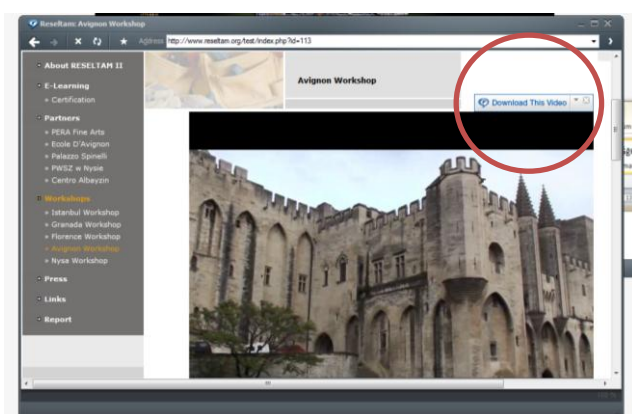 Reseltam: Avignon Workshop
Address http://www.reseltam.org/test/index.php?id=113
About RESELTAM II
E-Learning
» Certification
Partners
» PERA Fine Arts
» Ecole D'Avignon
» Palazzo Spinelli
» PWSZ w Nysie
» Centro Albayzin
Workshops
» Istanbul Workshop
» Granada Workshop
» Florence Workshop
» Avignon Workshop
» Nyse Workshop
Press
Links
Report
Avignon Workshop
Download This Video